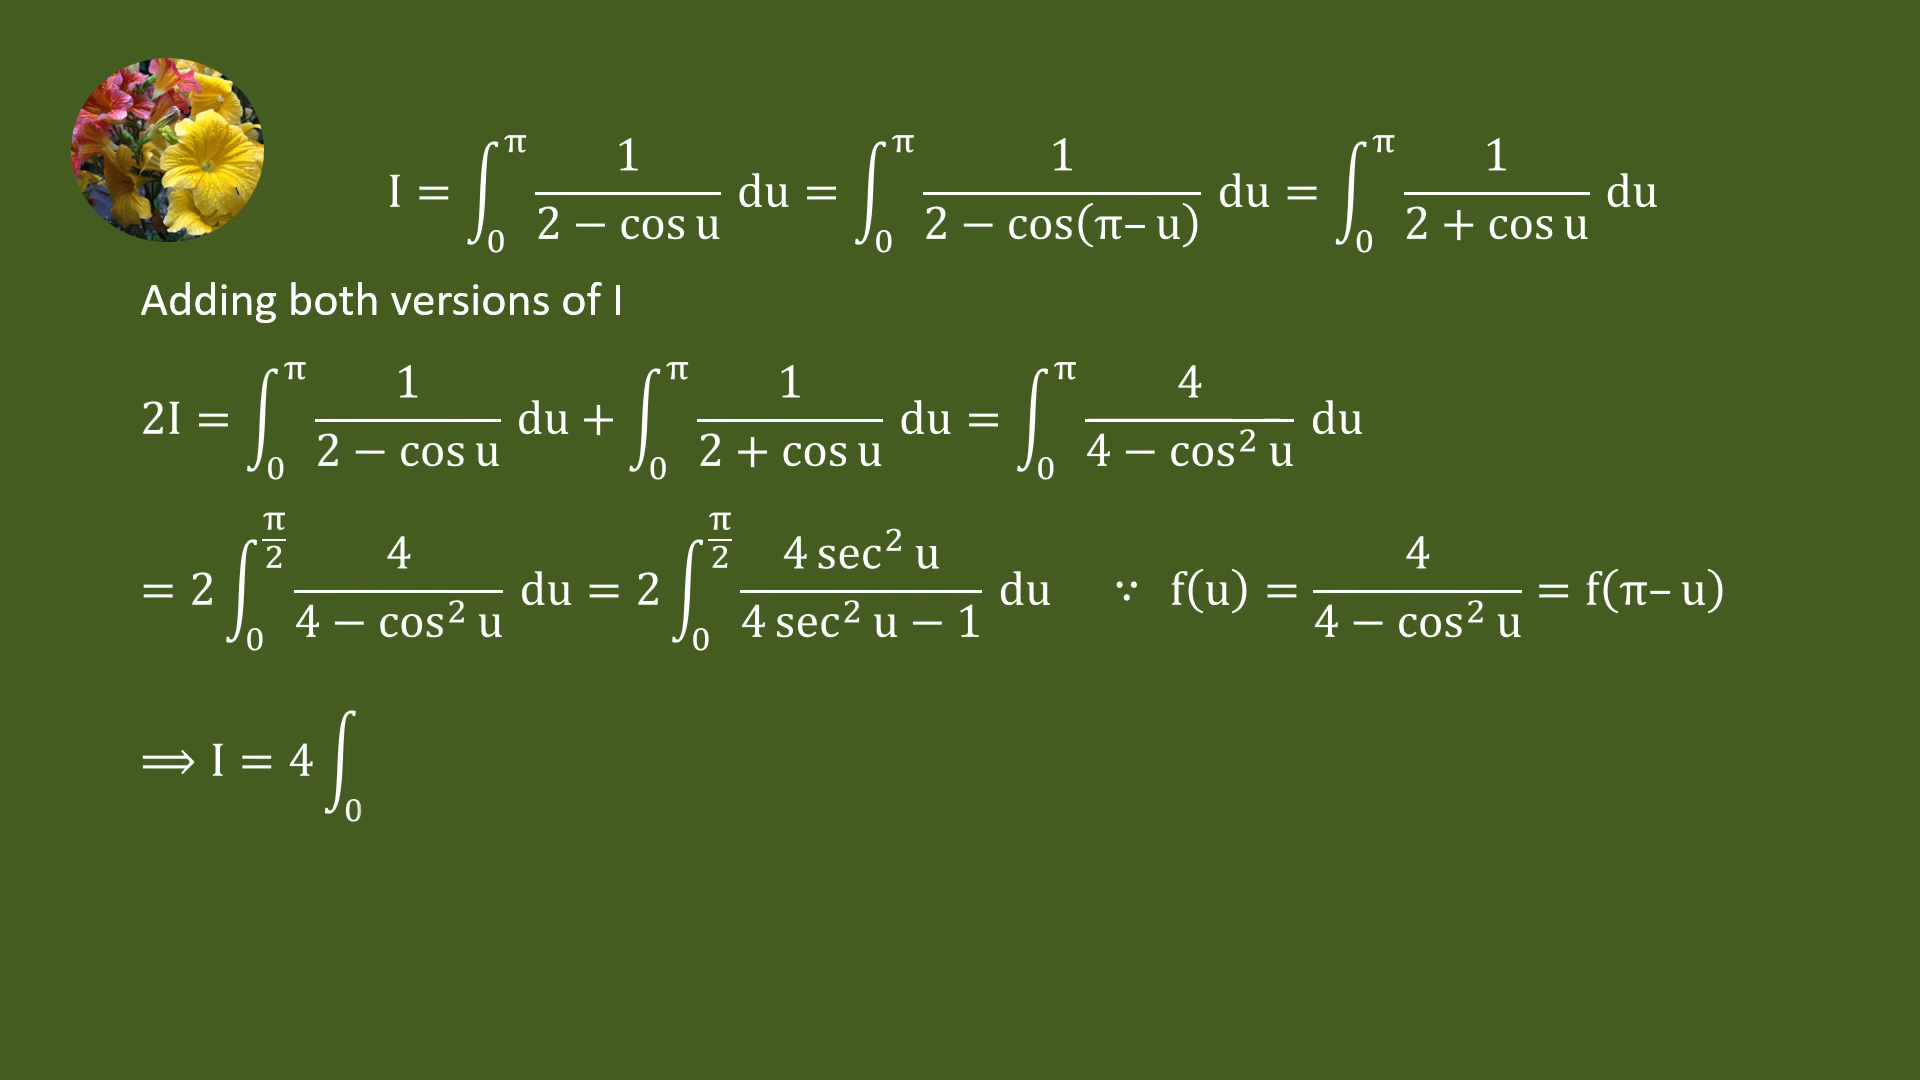 I = ∫₀^π 1/(2 − cos u) du = ∫₀^π 1/(2 − cos(π– u)) du = ∫₀^π 1/(2 + cos u) du
Adding both versions of I
2I = ∫₀^π 1/(2 − cos u) du + ∫₀^π 1/(2 + cos u) du = ∫₀^π 4/(4 − cos² u) du
= 2 ∫₀^(π/2) 4/(4 − cos² u) du = 2 ∫₀^(π/2) (4 sec² u)/(4 sec² u − 1) du ∵ f(u) = 4/(4 − cos² u) = f(π– u)
⟹ I = 4 ∫₀